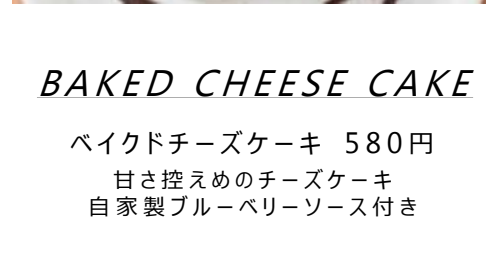 BAKED CHEESE CAKE
ベイクドチーズケーキ 580円
甘さ控えめのチーズケーキ
自家製ブルーベリーソース付き